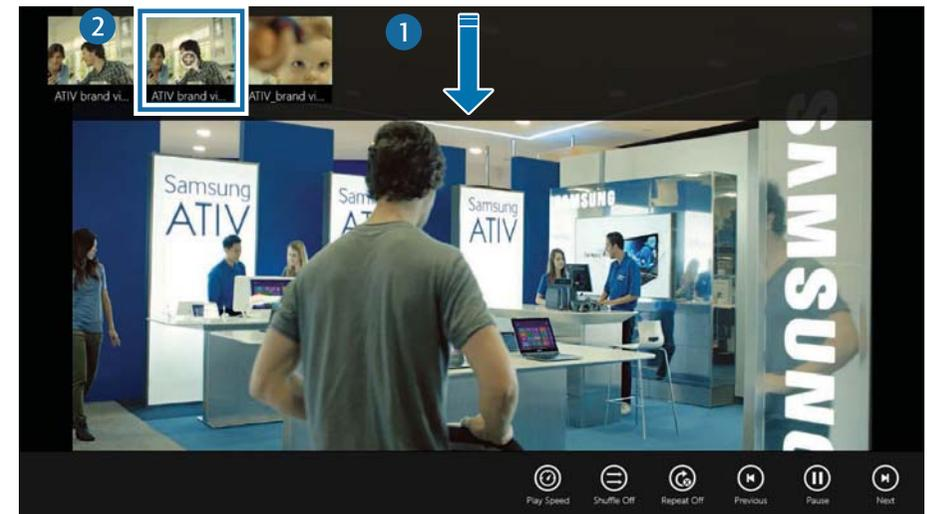 2
1
ATIV brand vi...
ATIV brand vi...
ATIV_brand vi...
Samsung
ATIV
Sam
AT
Samsung
ATIV
SAMSUNG
SAMSUNG
Play Speed
Shuffle Off
Repeat Off
Previous
Pause
Next